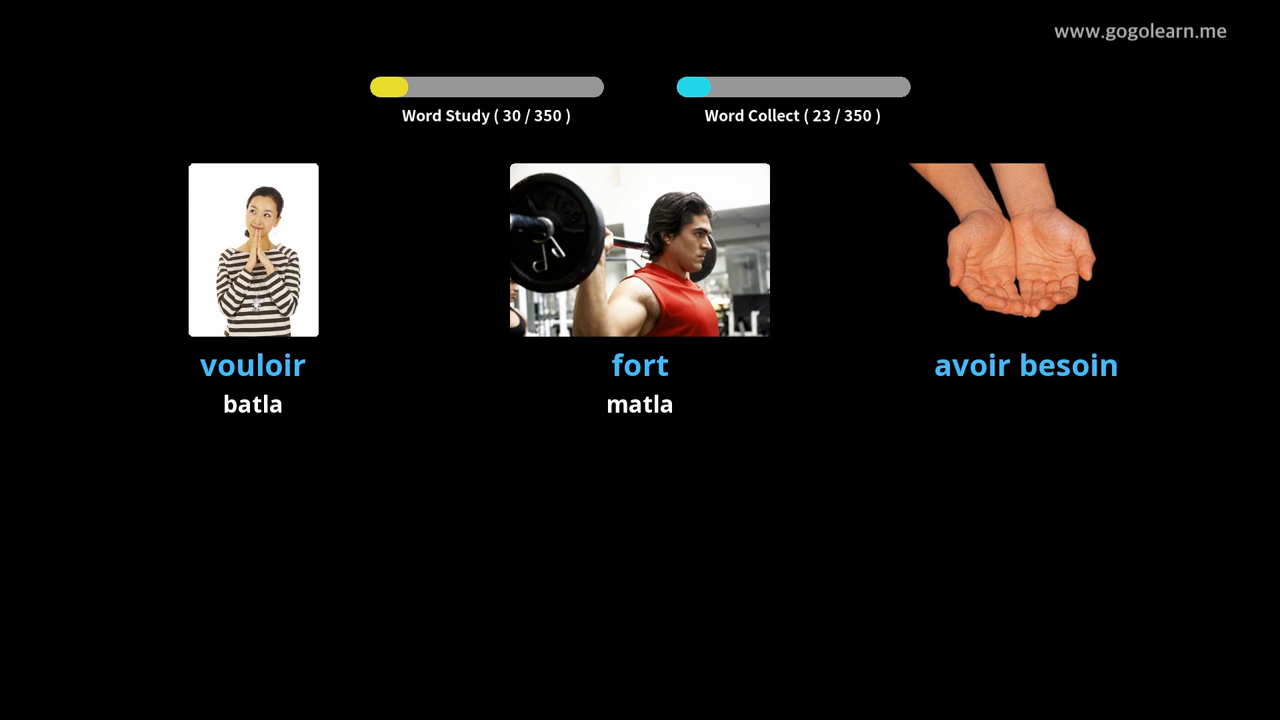 www.gogolearn.me
Word Study ( 30 / 350 )
Word Collect ( 23 / 350 )
vouloir
batla
fort
matla
avoir besoin